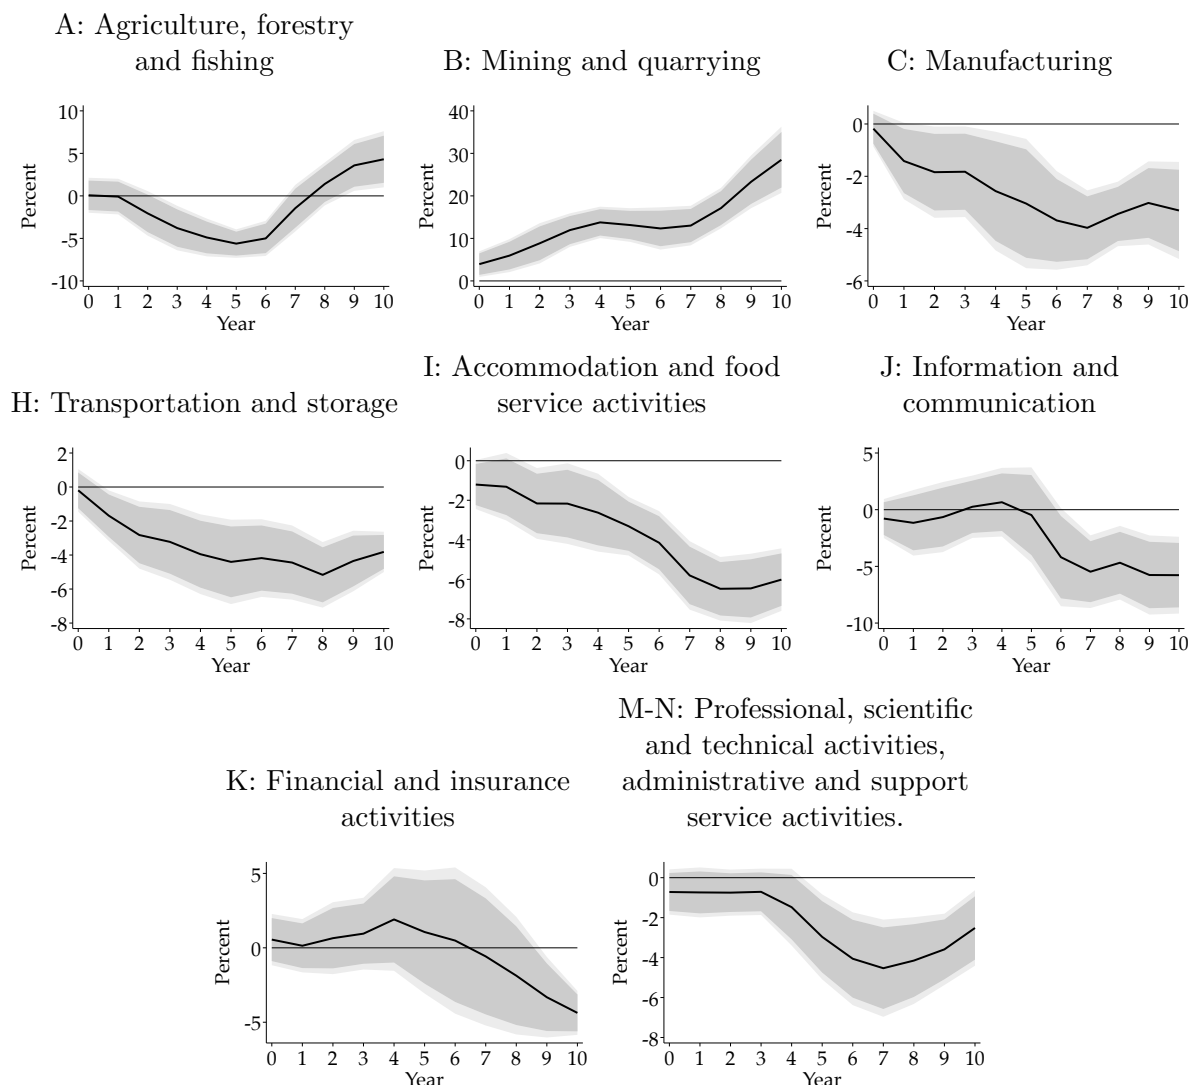 A: Agriculture, forestry
and fishing
B: Mining and quarrying
C: Manufacturing
10
5
0
-5
-10
Percent
0 1 2 3 4 5 6 7 8 9 10
Year
40
30
20
10
0
Percent
0 1 2 3 4 5 6 7 8 9 10
Year
0
-2
-4
-6
Percent
0 1 2 3 4 5 6 7 8 9 10
Year
H: Transportation and storage
I: Accommodation and food
service activities
J: Information and
communication
2
0
-2
-4
-6
-8
Percent
0 1 2 3 4 5 6 7 8 9 10
Year
0
-2
-4
-6
-8
Percent
0 1 2 3 4 5 6 7 8 9 10
Year
5
0
-5
-10
Percent
0 1 2 3 4 5 6 7 8 9 10
Year
K: Financial and insurance
activities
M-N: Professional, scientific
and technical activities,
administrative and support
service activities.
5
0
-5
Percent
0 1 2 3 4 5 6 7 8 9 10
Year
0
-2
-4
-6
-8
Percent
0 1 2 3 4 5 6 7 8 9 10
Year